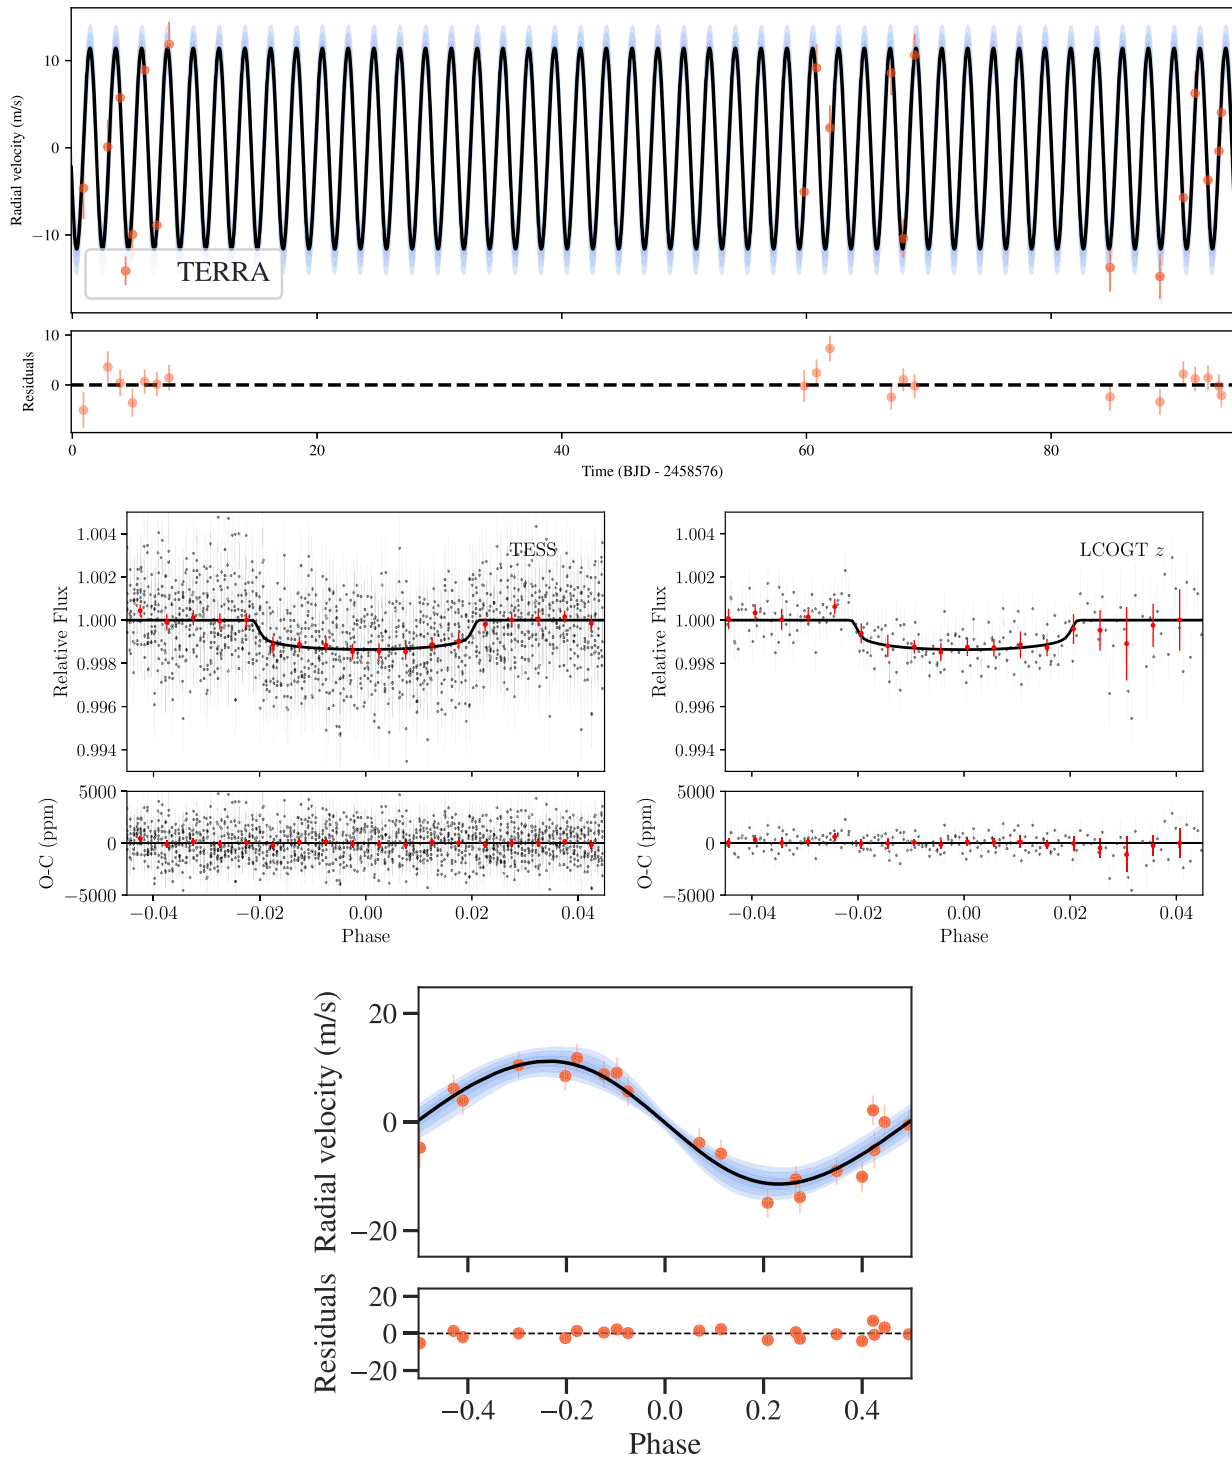 10
0
−10
Radial velocity (m/s)
TERRA
10
0
Residuals
0 20 40 60 80
Time (BJD - 2458576)
1.004
1.002
1.000
0.998
0.996
0.994
Relative Flux
TESS
5000
0
−5000
O-C (ppm)
−0.04 −0.02 0.00 0.02 0.04
Phase
1.004
1.002
1.000
0.998
0.996
0.994
Relative Flux
LCOGT z
5000
0
−5000
O-C (ppm)
−0.04 −0.02 0.00 0.02 0.04
Phase
20
0
−20
Radial velocity (m/s)
20
0
−20
Residuals
−0.4 −0.2 0.0 0.2 0.4
Phase